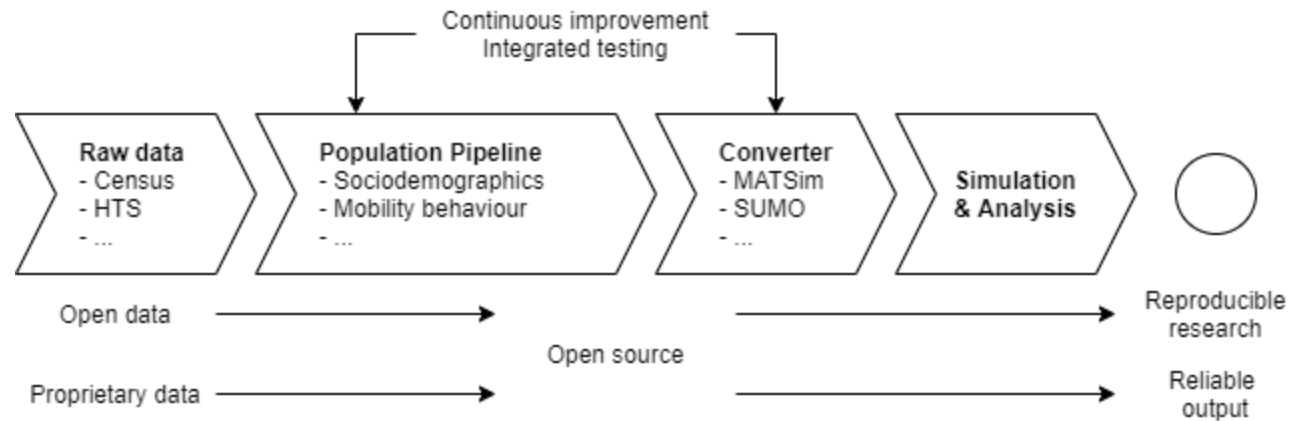 Continuous improvement
Integrated testing
Raw data
- Census
- HTS
- ...
Population Pipeline
- Sociodemographics
- Mobility behaviour
- ...
Converter
- MATSim
- SUMO
- ...
Simulation
& Analysis
Open data
Reproducible
research
Open source
Proprietary data
Reliable
output